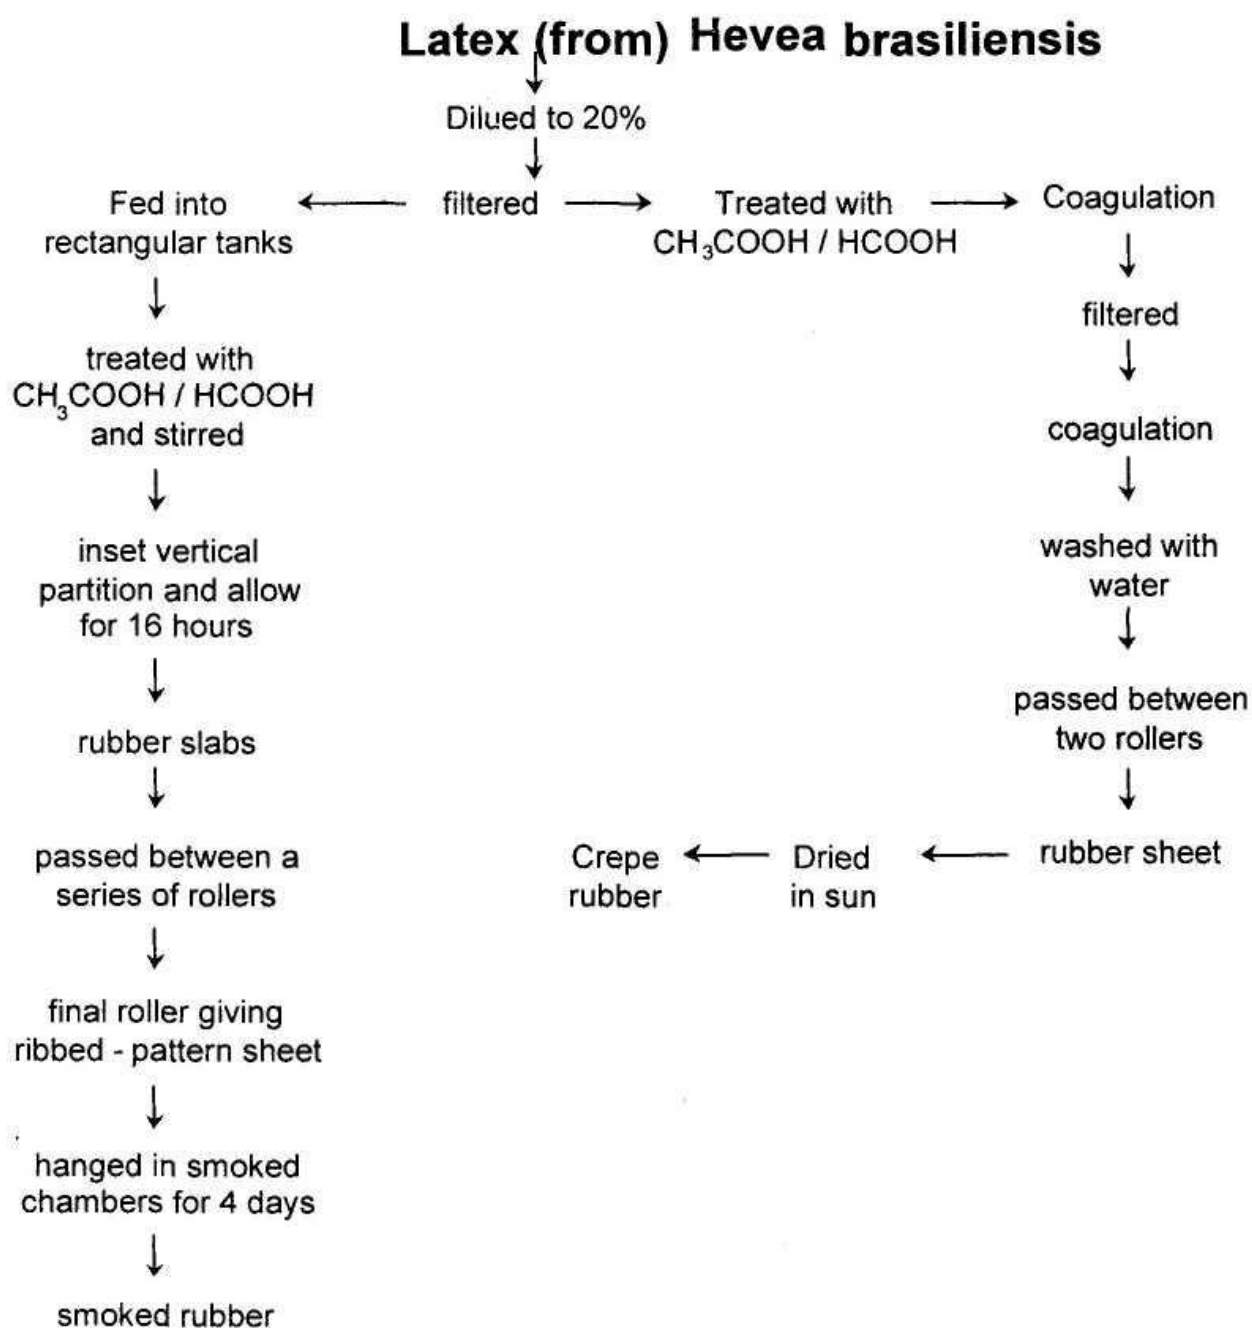 Latex (from) Hevea brasiliensis
Dilued to 20%
Fed into
rectangular tanks
filtered
Treated with
CH₃COOH / HCOOH
Coagulation
treated with
CH₃COOH / HCOOH
and stirred
inset vertical
partition and allow
for 16 hours
rubber slabs
passed between a
series of rollers
final roller giving
ribbed - pattern sheet
hanged in smoked
chambers for 4 days
smoked rubber
filtered
coagulation
washed with
water
passed between
two rollers
rubber sheet
Dried
in sun
Crepe
rubber